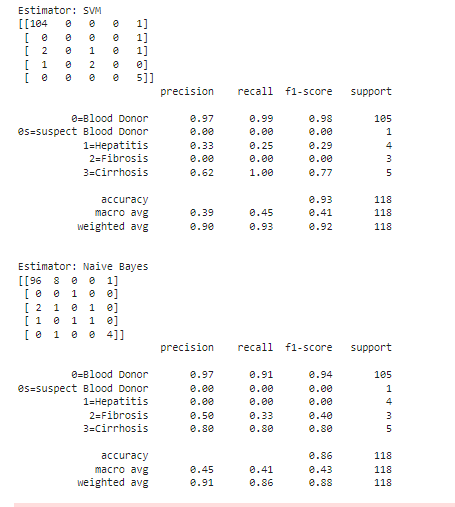 Estimator: SVM
[[104 0 0 0 1]
[ 0 0 0 0 1]
[ 2 0 1 0 1]
[ 1 0 2 0 0]
[ 0 0 0 0 5]]
precision recall f1-score support
0=Blood Donor 0.97 0.99 0.98 105
0s=suspect Blood Donor 0.00 0.00 0.00 1
1=Hepatitis 0.33 0.25 0.29 4
2=Fibrosis 0.00 0.00 0.00 3
3=Cirrhosis 0.62 1.00 0.77 5
accuracy 0.93 118
macro avg 0.39 0.45 0.41 118
weighted avg 0.90 0.93 0.92 118
Estimator: Naive Bayes
[[96 8 0 0 1]
[ 0 0 1 0 0]
[ 2 1 0 1 0]
[ 1 0 1 1 0]
[ 0 1 0 0 4]]
precision recall f1-score support
0=Blood Donor 0.97 0.91 0.94 105
0s=suspect Blood Donor 0.00 0.00 0.00 1
1=Hepatitis 0.00 0.00 0.00 4
2=Fibrosis 0.50 0.33 0.40 3
3=Cirrhosis 0.80 0.80 0.80 5
accuracy 0.86 118
macro avg 0.45 0.41 0.43 118
weighted avg 0.91 0.86 0.88 118